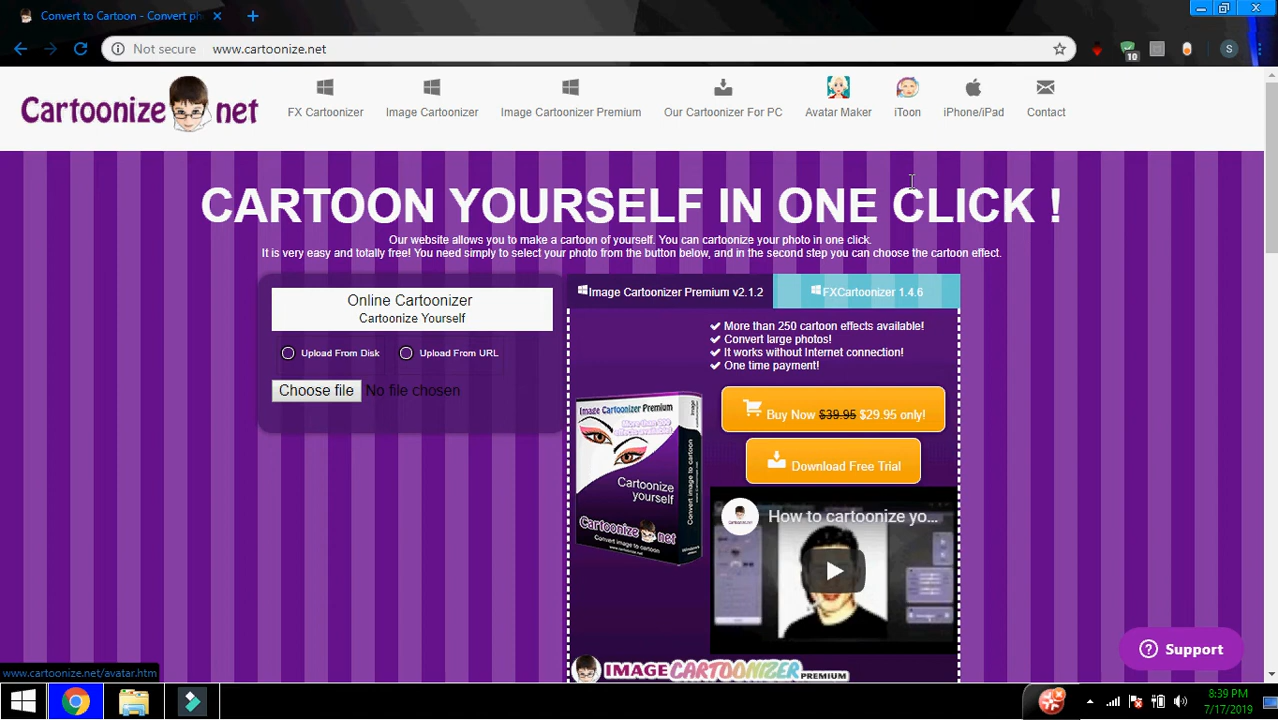 Convert to Cartoon - Convert ph
Not secure
www.cartoonize.net
10
S
Cartoonize net
FX Cartoonizer
Image Cartoonizer
Image Cartoonizer Premium
Our Cartoonizer For PC
Avatar Maker
iToon
iPhone/iPad
Contact
CARTOON YOURSELF IN ONE CLICK !
Our website allows you to make a cartoon of yourself. You can cartoonize your photo in one click.
It is very easy and totally free! You need simply to select your photo from the button below, and in the second step you can choose the cartoon effect.
Online Cartoonizer
Cartoonize Yourself
Upload From Disk
Upload From URL
Choose file No file chosen
Image Cartoonizer Premium v2.1.2
FXCartoonizer 1.4.6
More than 250 cartoon effects available!
Convert large photos!
It works without Internet connection!
One time payment!
Buy Now $39.95 $29.95 only!
Download Free Trial
Image Cartoonizer Premium
Cartoonize
yourself
Cartoonize net
Convert image to cartoon
How to cartoonize yo...
IMAGE CARTOONIZER PREMIUM
Support
www.cartoonize.net/avatar.htm
8:39 PM
7/17/2019